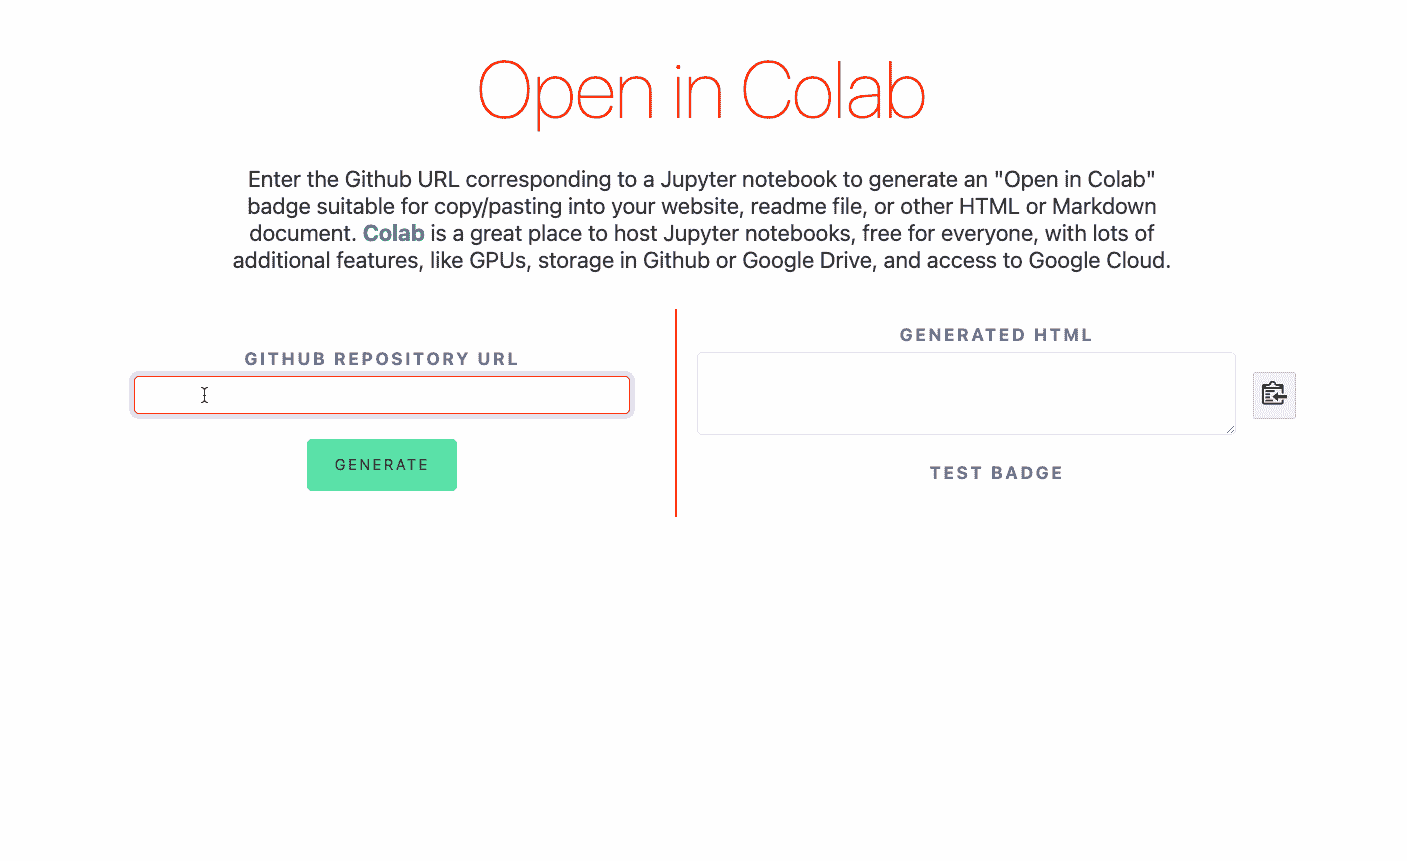 Open in Colab
Enter the Github URL corresponding to a Jupyter notebook to generate an "Open in Colab"
badge suitable for copy/pasting into your website, readme file, or other HTML or Markdown
document. Colab is a great place to host Jupyter notebooks, free for everyone, with lots of
additional features, like GPUs, storage in Github or Google Drive, and access to Google Cloud.
GITHUB REPOSITORY URL
GENERATE
GENERATED HTML
TEST BADGE